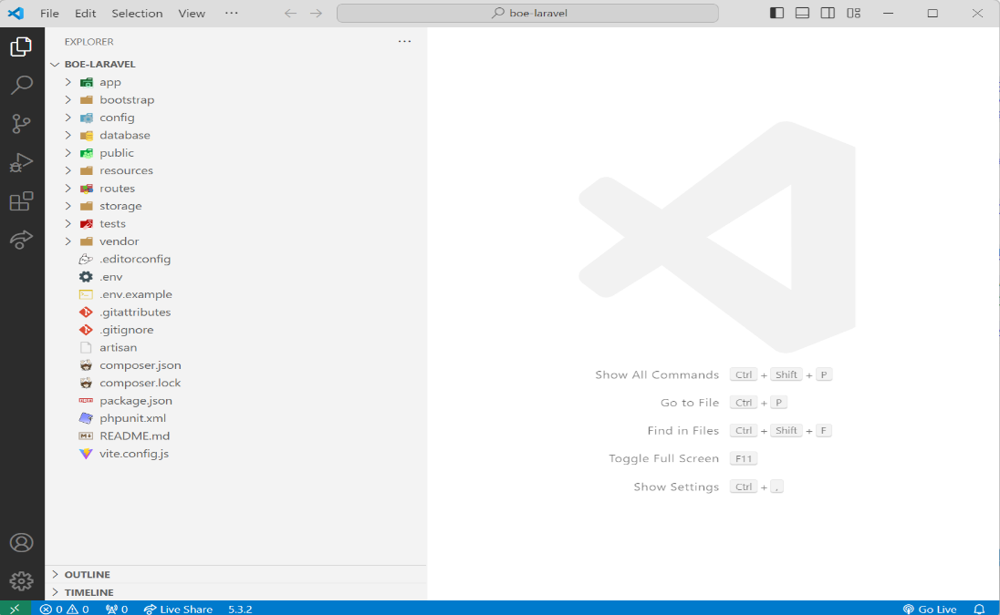 File Edit Selection View ··· boe-laravel
EXPLORER ···
BOE-LARAVEL
app
bootstrap
config
database
public
resources
routes
storage
tests
vendor
.editorconfig
.env
.env.example
.gitattributes
.gitignore
artisan
composer.json
composer.lock
package.json
phpunit.xml
README.md
vite.config.js
OUTLINE
TIMELINE
Show All Commands Ctrl + Shift + P
Go to File Ctrl + P
Find in Files Ctrl + Shift + F
Toggle Full Screen F11
Show Settings Ctrl + ,
0 0 0 Live Share 5.3.2 Go Live